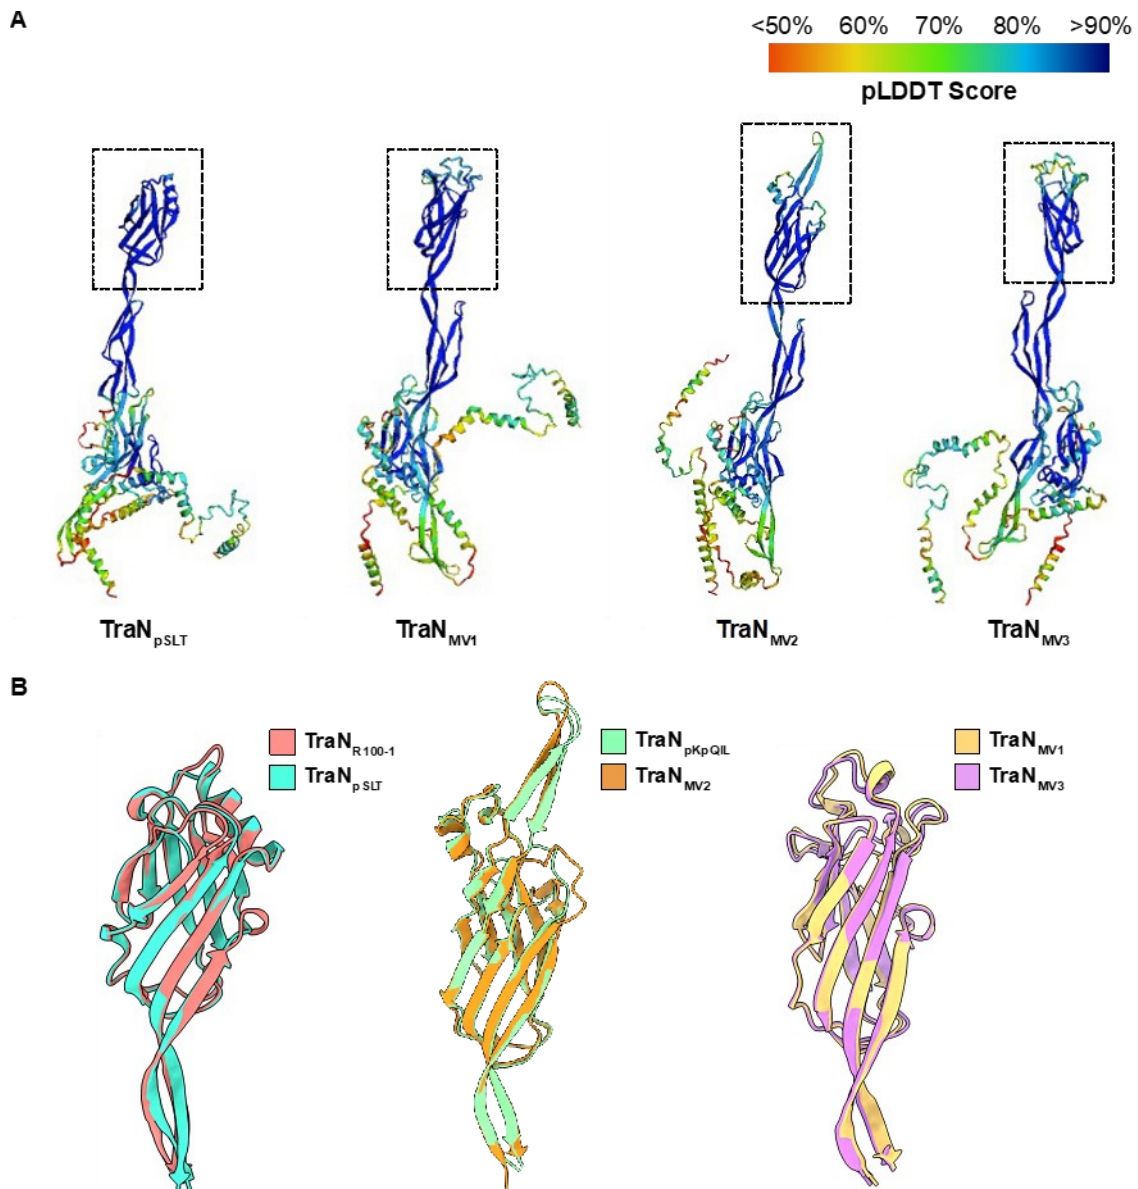 A
<50% 60% 70% 80% >90%
pLDDT Score
TraNpSLT TraNMV1 TraNMV2 TraNMV3
B
TraNR100-1 TraNpKpQIL TraNMV1
TraNpSLT TraNMV2 TraNMV3